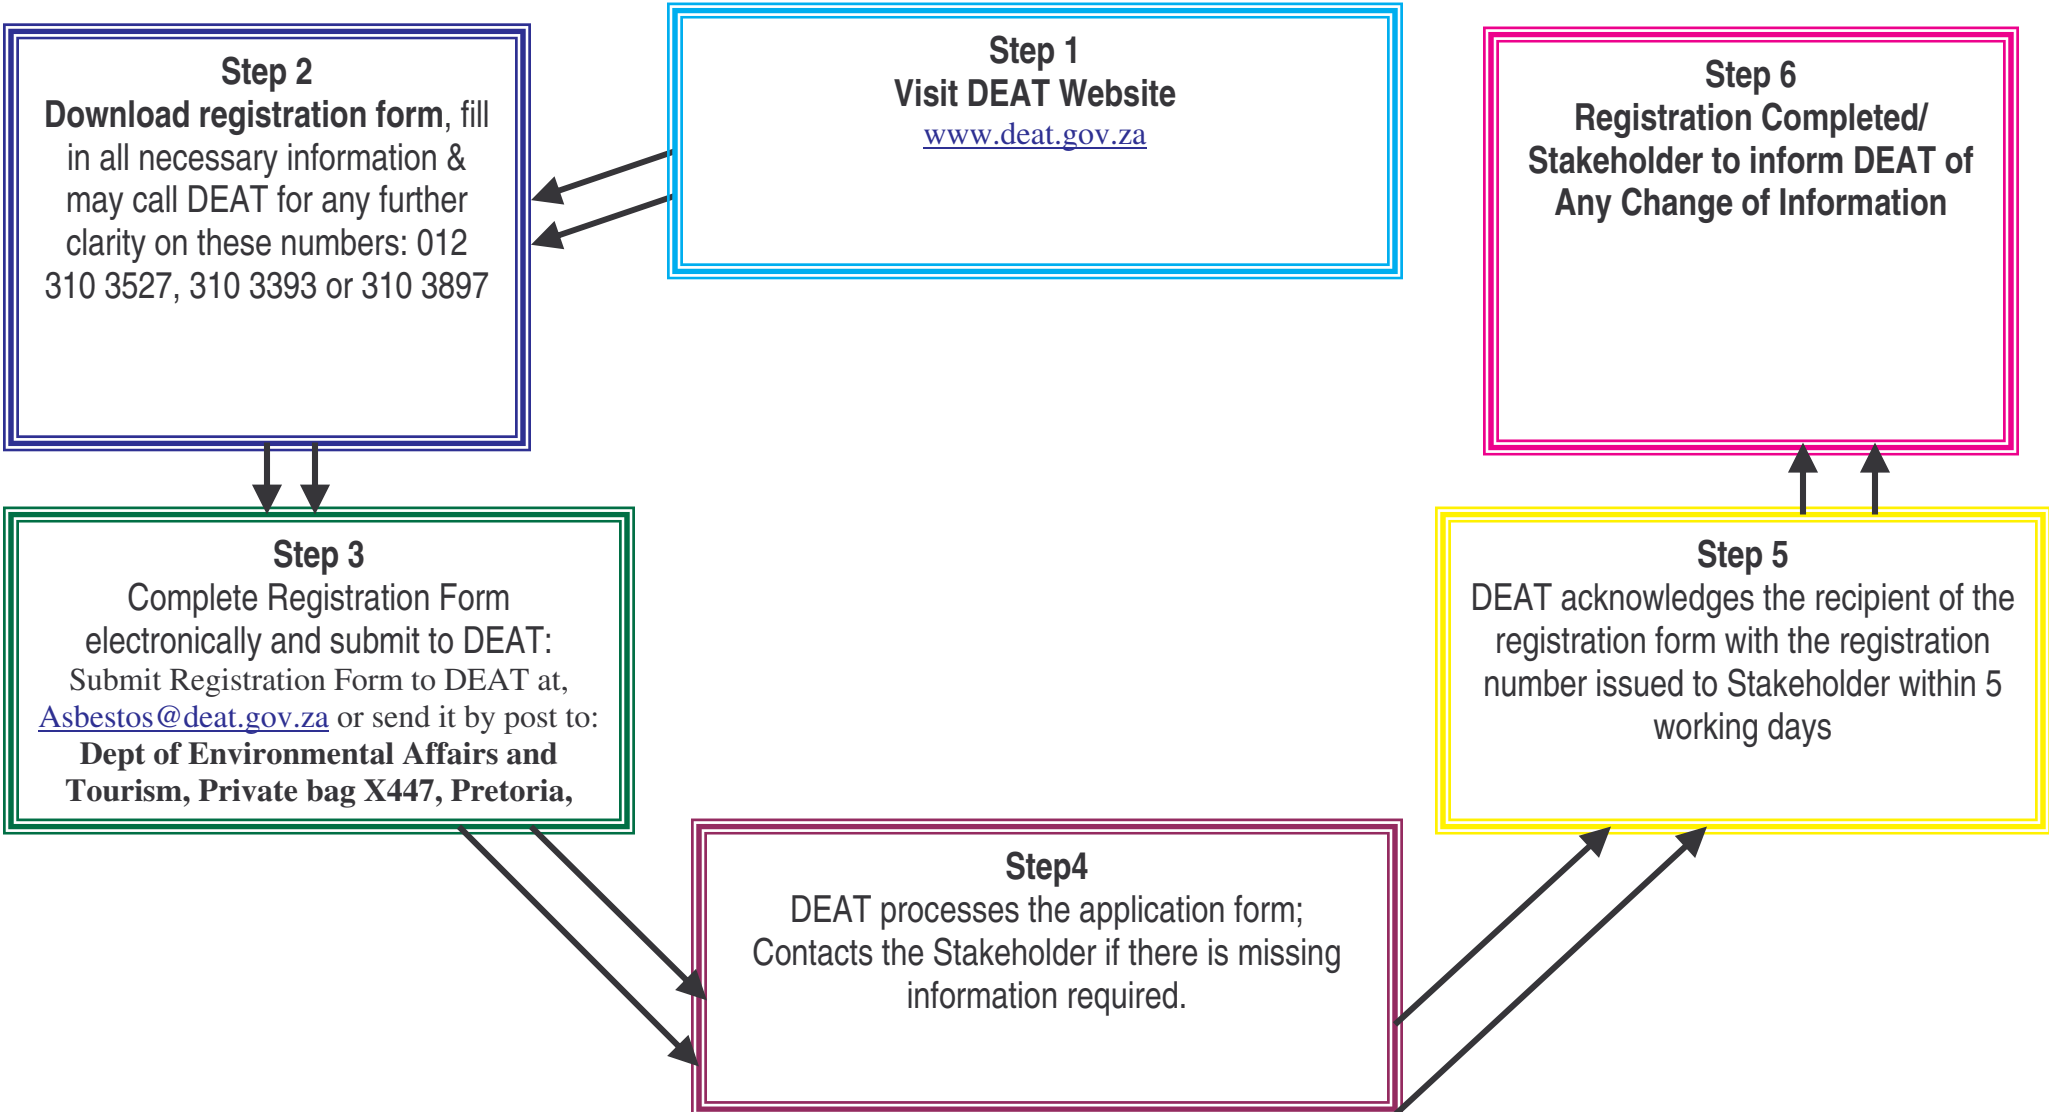 Step 1
Visit DEAT Website
www.deat.gov.za
Step 2
Download registration form, fill
in all necessary information &
may call DEAT for any further
clarity on these numbers: 012
310 3527, 310 3393 or 310 3897
Step 3
Complete Registration Form
electronically and submit to DEAT:
Submit Registration Form to DEAT at,
Asbestos@deat.gov.za or send it by post to:
Dept of Environmental Affairs and
Tourism, Private bag X447, Pretoria,
Step4
DEAT processes the application form;
Contacts the Stakeholder if there is missing
information required.
Step 5
DEAT acknowledges the recipient of the
registration form with the registration
number issued to Stakeholder within 5
working days
Step 6
Registration Completed/
Stakeholder to inform DEAT of
Any Change of Information